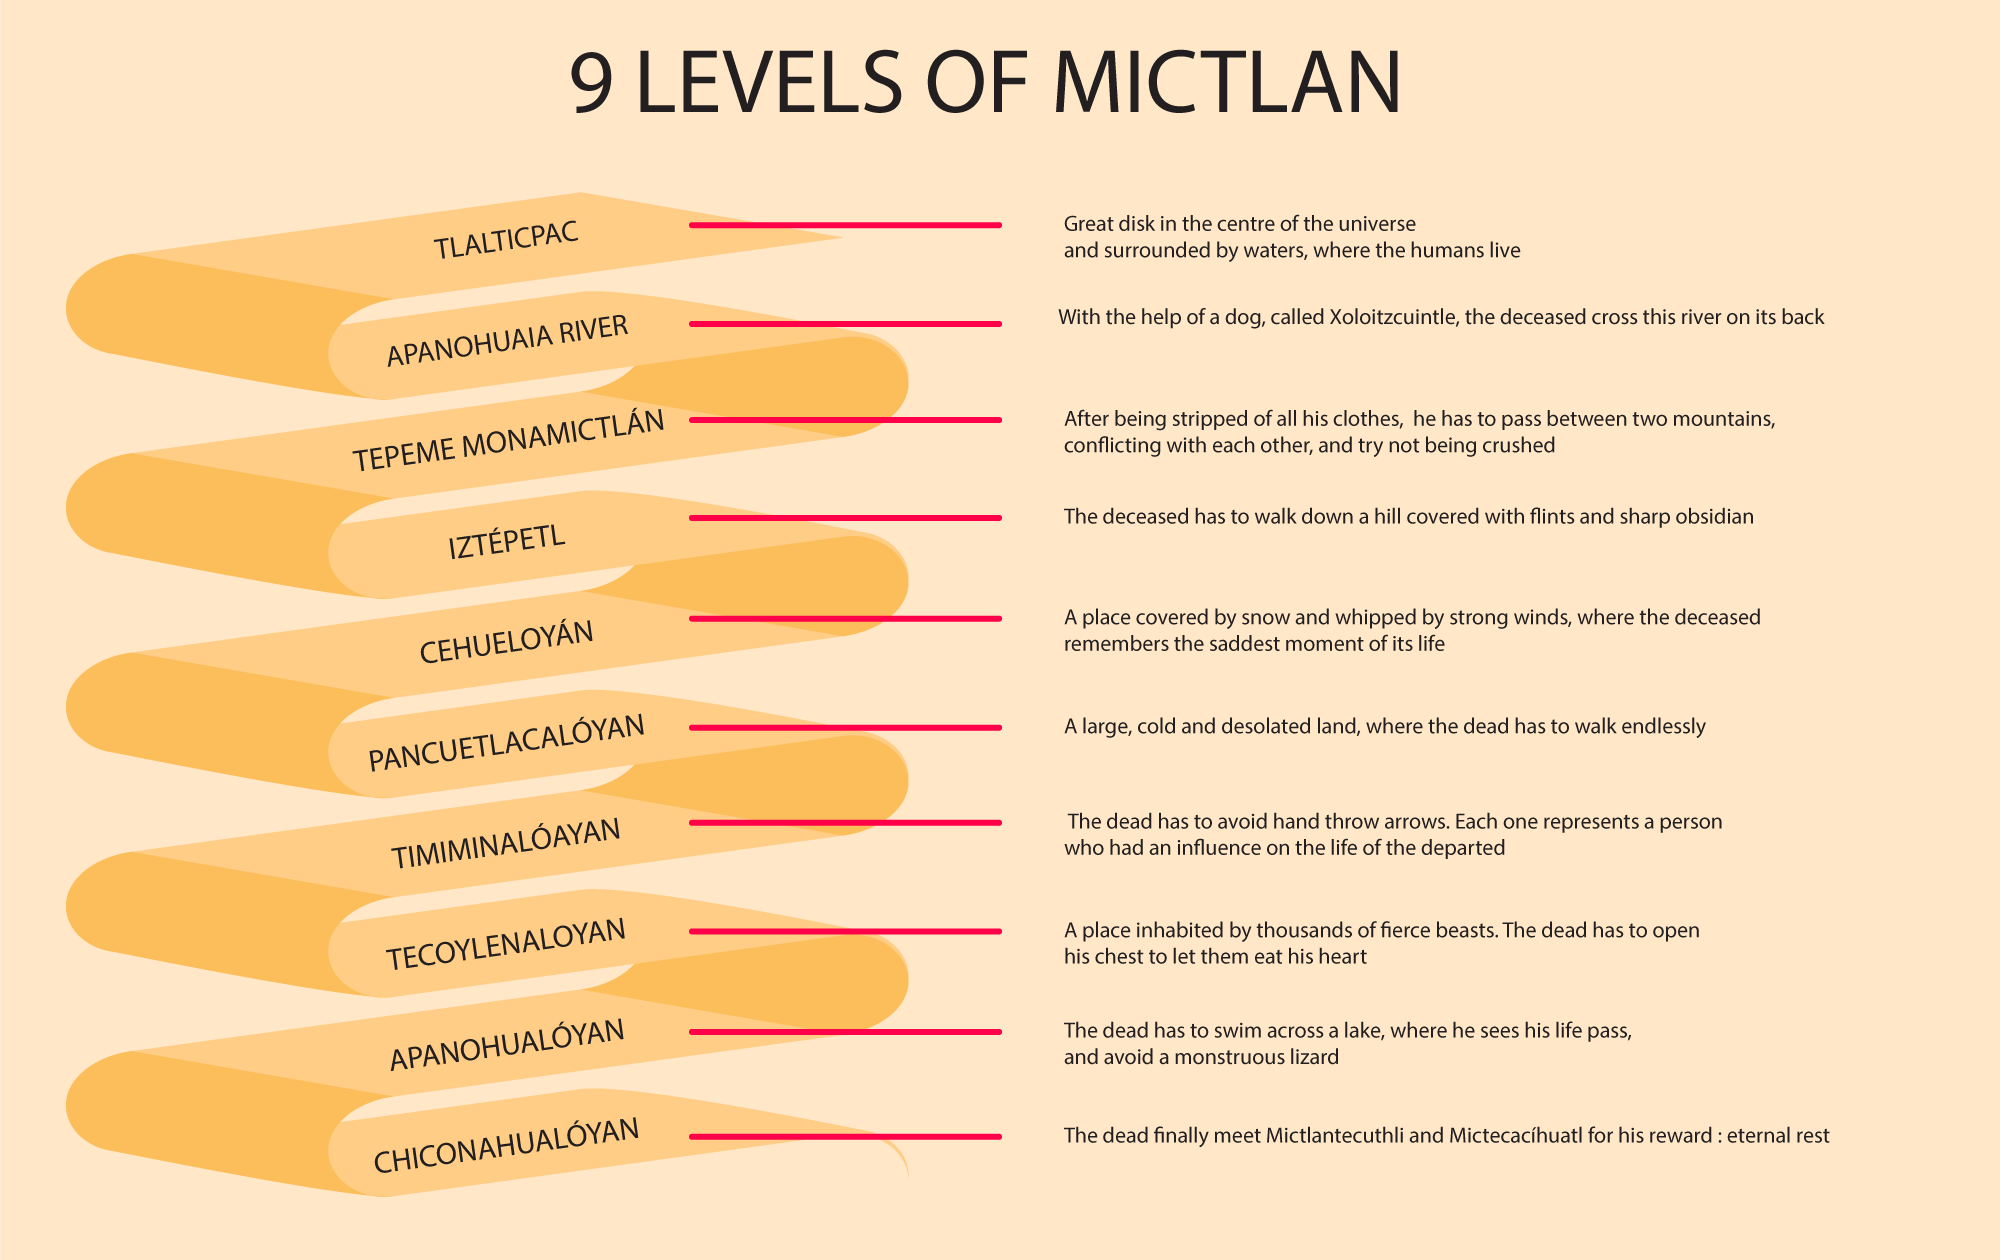 9 LEVELS OF MICTLAN
TLALTICPAC
Great disk in the centre of the universe
and surrounded by waters, where the humans live
APANOHUAIA RIVER
With the help of a dog, called Xoloitzcuintle, the deceased cross this river on its back
TEPEME MONAMICTLÁN
After being stripped of all his clothes,  he has to pass between two mountains,
conflicting with each other, and try not being crushed
IZTÉPETL
The deceased has to walk down a hill covered with flints and sharp obsidian
CEHUELOYÁN
A place covered by snow and whipped by strong winds, where the deceased
remembers the saddest moment of its life
PANCUETLACALÓYAN
A large, cold and desolated land, where the dead has to walk endlessly
TIMIMINALÓAYAN
The dead has to avoid hand throw arrows. Each one represents a person
who had an influence on the life of the departed
TECOYLENALOYAN
A place inhabited by thousands of fierce beasts. The dead has to open
his chest to let them eat his heart
APANOHUALÓYAN
The dead has to swim across a lake, where he sees his life pass,
and avoid a monstruous lizard
CHICONAHUALÓYAN
The dead finally meet Mictlantecuthli and Mictecacíhuatl for his reward : eternal rest